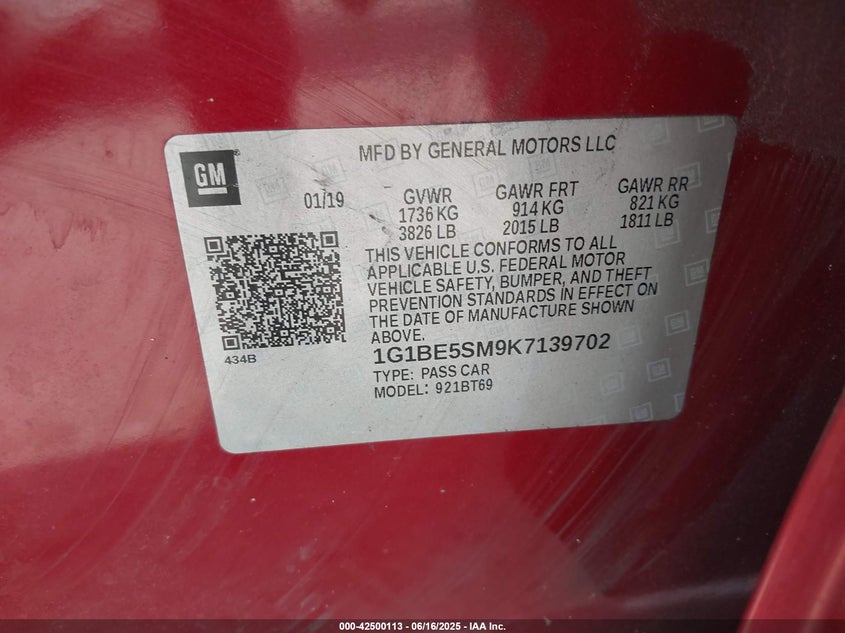 MFD BY GENERAL MOTORS LLC
GM
01/19
GVWR
1736 KG
3826 LB
GAWR FRT
914 KG
2015 LB
GAWR RR
821 KG
1811 LB
THIS VEHICLE CONFORMS TO ALL
APPLICABLE U.S. FEDERAL MOTOR
VEHICLE SAFETY, BUMPER, AND THEFT
PREVENTION STANDARDS IN EFFECT ON
THE DATE OF MANUFACTURE SHOWN
ABOVE.
434B
1G1BE5SM9K7139702
TYPE: PASS CAR
MODEL: 921BT69
000-42500113 - 06/16/2025 - IAA Inc.